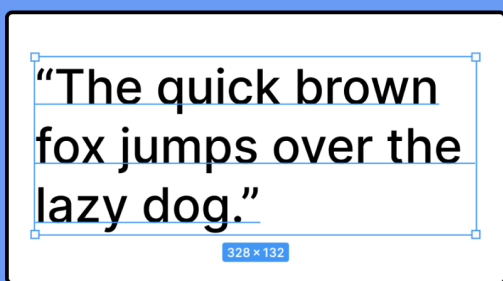 “The quick brown
fox jumps over the
lazy dog.”
328 × 132